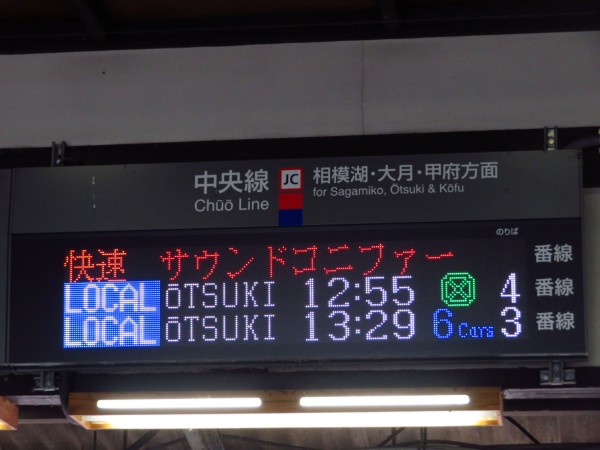 中央線 JC 相模湖・大月・甲府方面
Chūō Line for Sagamiko, Ōtsuki & Kōfu
のりば
快速 サウンドコニファー 番線
LOCAL ŌTSUKI 12:55 4 番線
LOCAL ŌTSUKI 13:29 6Cars 3 番線